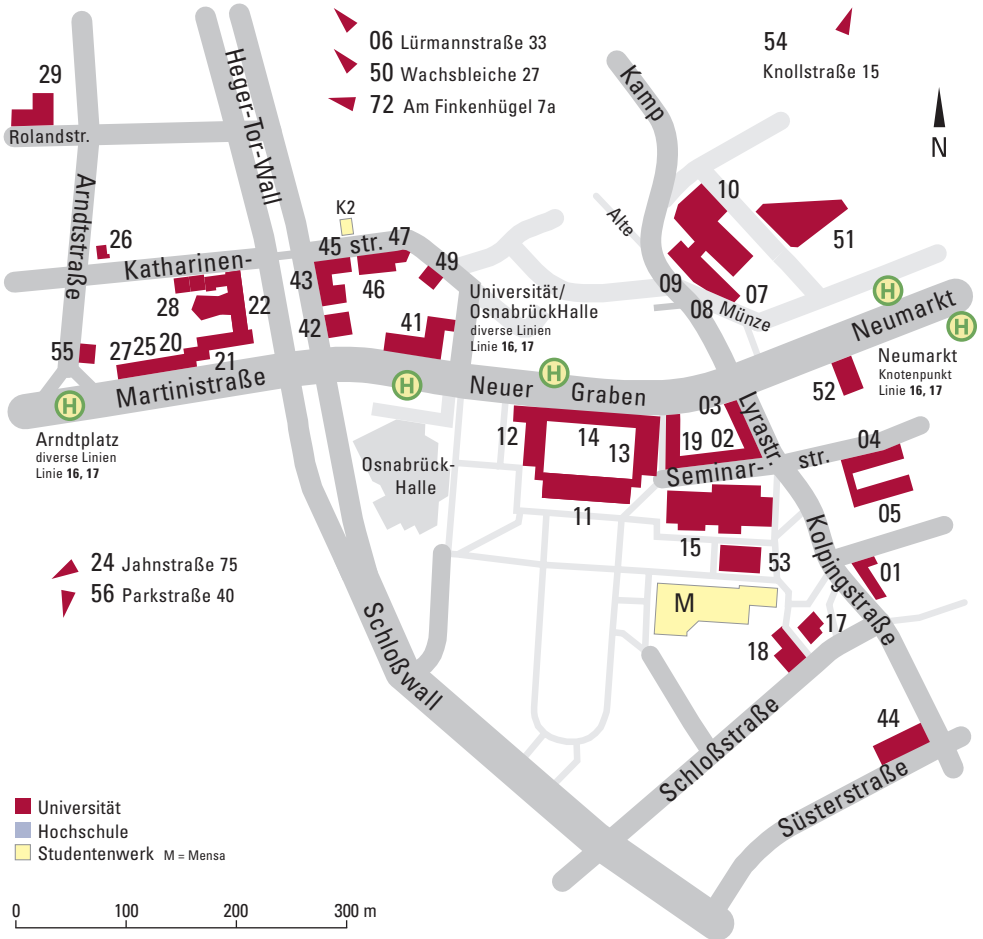 06 Lürmannstraße 33
50 Wachsbleiche 27
72 Am Finkenhügel 7a
54
Knollstraße 15
N
29
Rolandstr.
Heger-Tor-Wall
Kamp
Arndtstraße
K2
26
Katharinen-
45
str.
47
43
46
49
28
22
42
41
55
27
25
20
21
Martinistraße
Universität/
OsnabrückHalle
diverse Linien
Linie 16, 17
Alte
10
51
09
08
07
Münze
H
Neumarkt
H
Neumarkt
Knotenpunkt
Linie 16, 17
52
H
Arndtplatz
diverse Linien
Linie 16, 17
H
Neuer
H
Graben
12
14
13
11
19
02
03
Lyrastr.
Seminar-
str.
04
05
Osnabrück-
Halle
15
53
Kolpingstraße
01
M
17
18
24 Jahnstraße 75
56 Parkstraße 40
Schloßwall
Schloßstraße
44
Süsterstraße
Universität
Hochschule
Studentenwerk M = Mensa
0 100 200 300 m